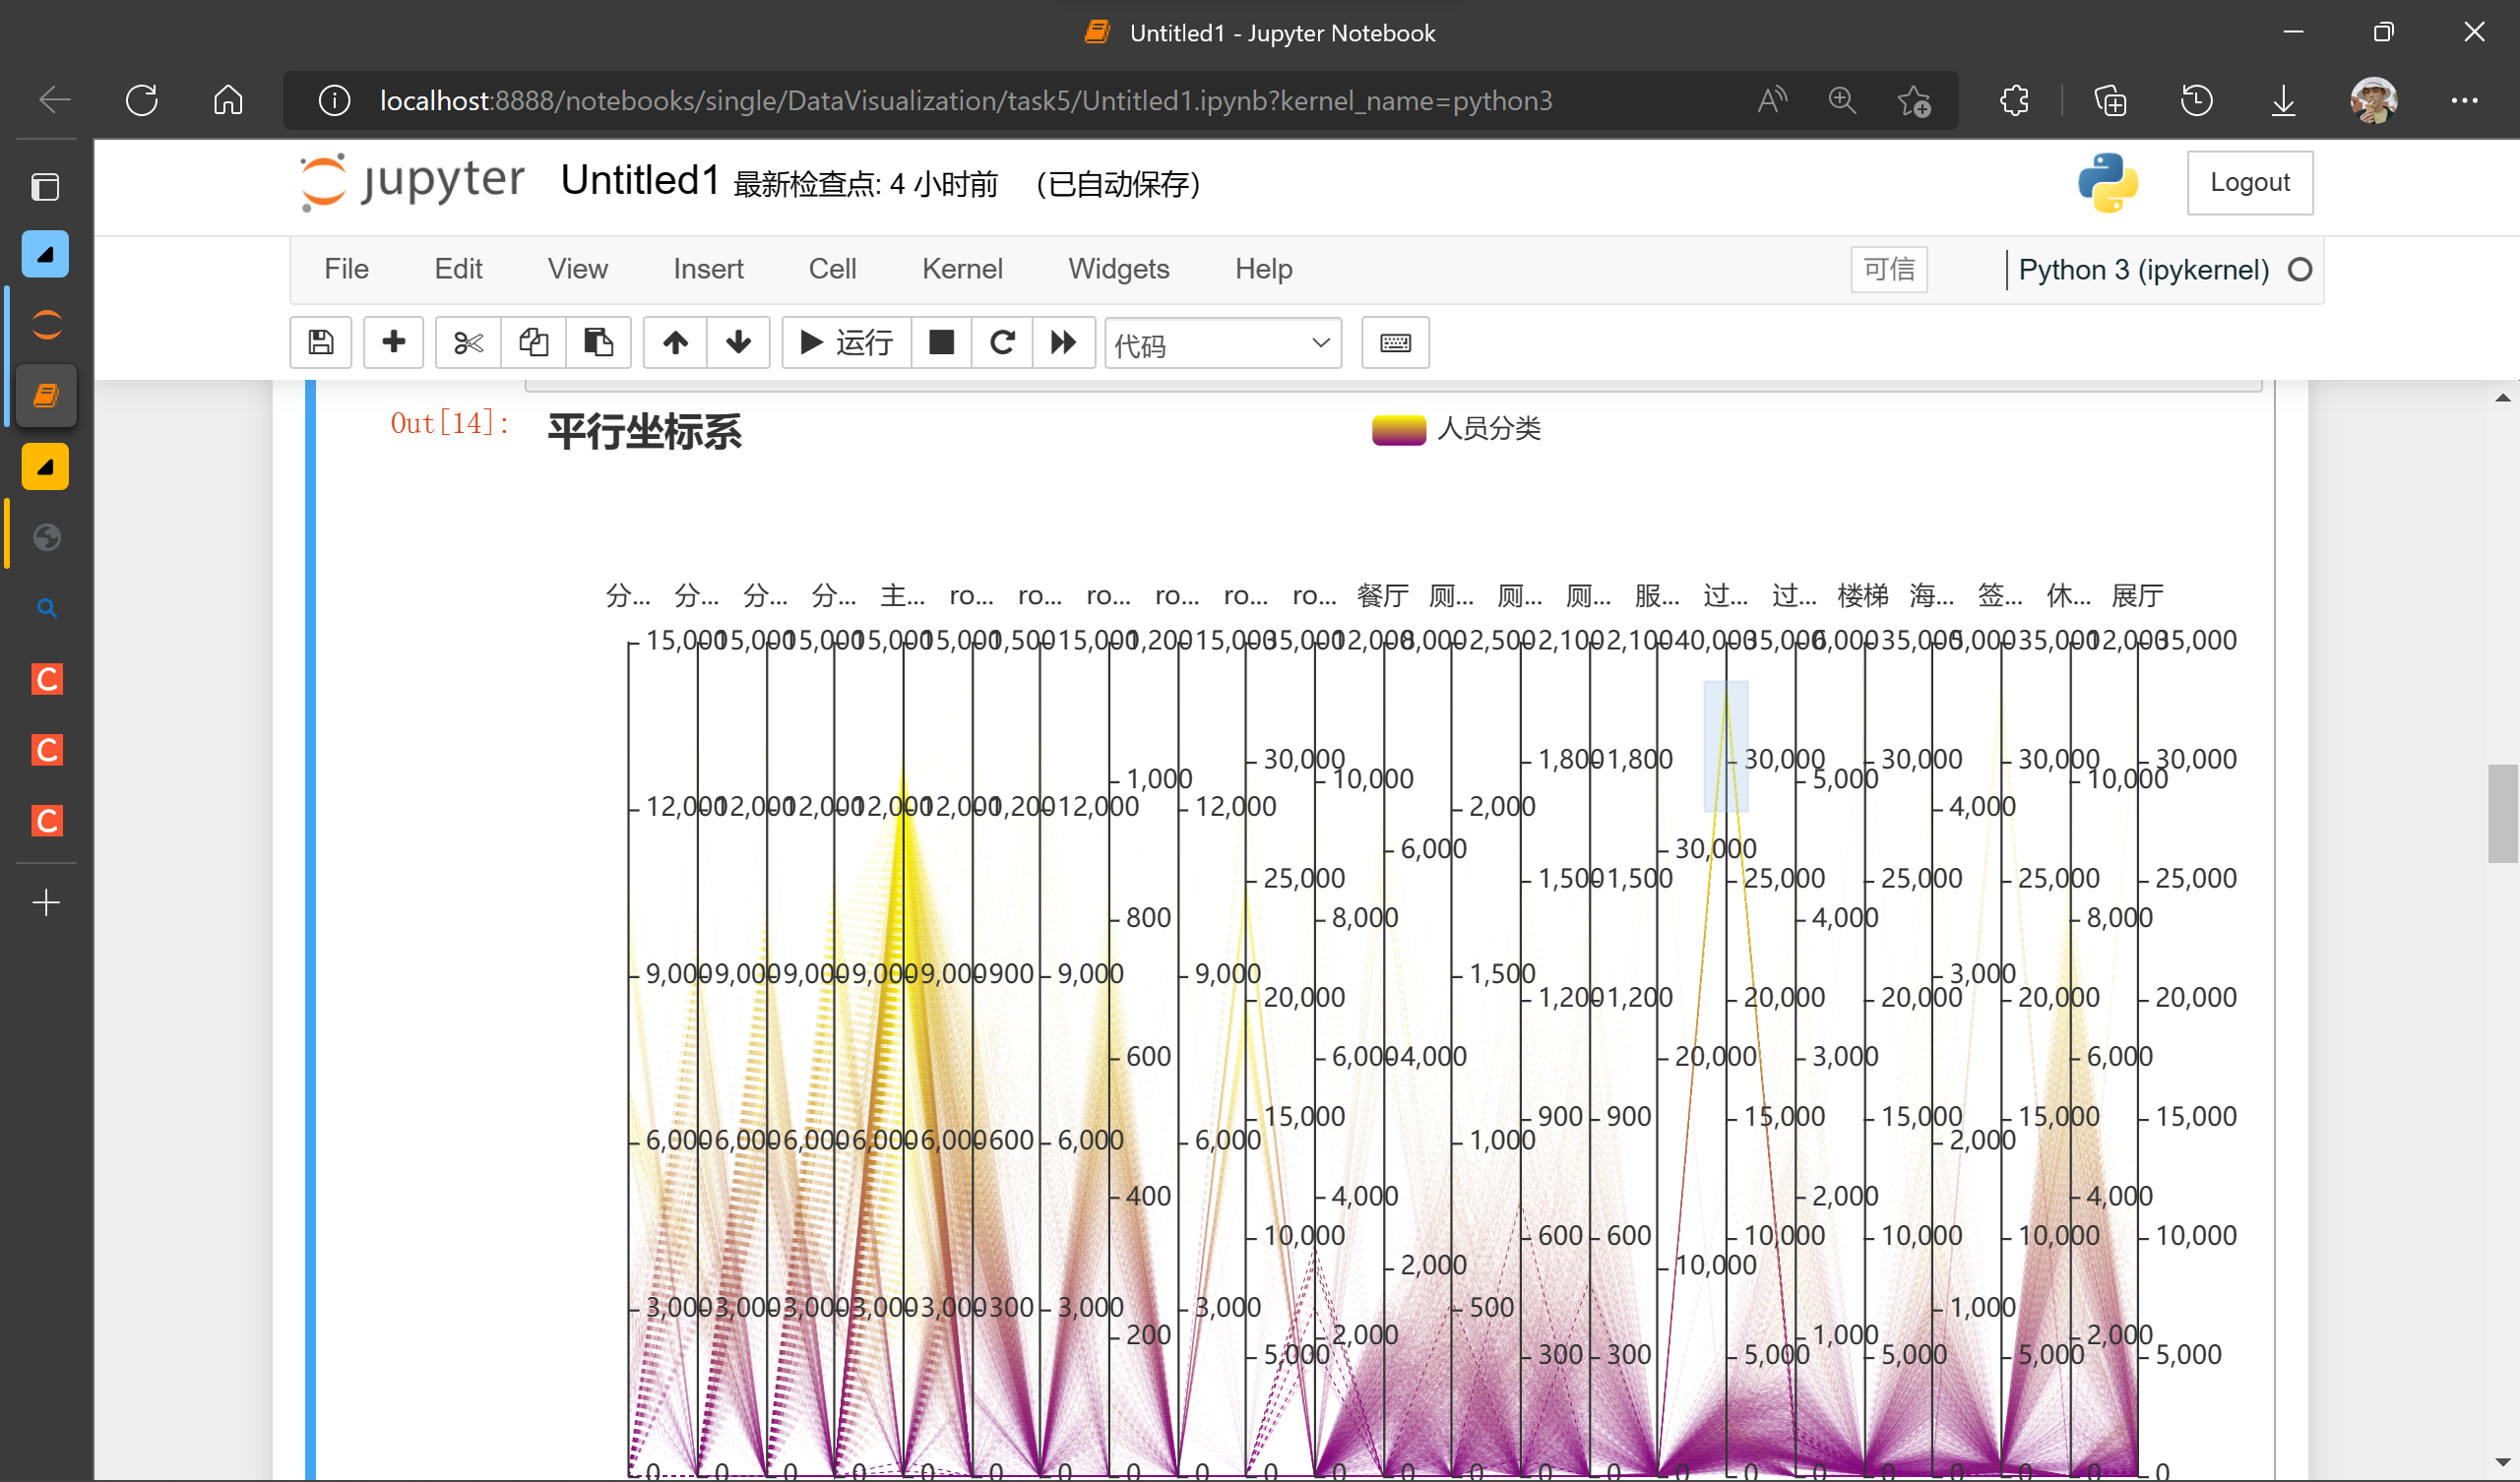 Untitled1 - Jupyter Notebook
localhost:8888/notebooks/single/DataVisualization/task5/Untitled1.ipynb?kernel_name=python3
jupyter Untitled1 最新检查点: 4 小时前 (已自动保存)
Logout
File Edit View Insert Cell Kernel Widgets Help
可信
Python 3 (ipykernel)
运行
代码
Out[14]:
平行坐标系
人员分类
分... 分... 分... 分... 主... ro... ro... ro... ro... ro... ro... 餐厅 厕... 厕... 厕... 服... 过... 过... 楼梯 海... 签... 休... 展厅
15,000 15,000 15,000 15,000 15,000 1,500 15,000 1,200 15,000 35,000 12,000 8,000 2,500 2,100 2,100 40,000 35,000 6,000 35,000 5,000 35,000 12,000 35,000
30,000 1,800 1,800 30,000 30,000 30,000 30,000
1,000 10,000 5,000 10,000
12,000 12,000 12,000 12,000 12,000 1,200 12,000 12,000 2,000 4,000
6,000 30,000
25,000 1,500 1,500 25,000 25,000 25,000 25,000
800 8,000 4,000 8,000
9,000 9,000 9,000 9,000 9,000 900 9,000 9,000 1,500 3,000
20,000 1,200 1,200 20,000 20,000 20,000 20,000
600 6,000 4,000 20,000 3,000 6,000
15,000 900 900 15,000 15,000 15,000 15,000
6,000 6,000 6,000 6,000 6,000 600 6,000 6,000 1,000 2,000
400 4,000 2,000 4,000
10,000 600 600 10,000 10,000 10,000 10,000
2,000 10,000
3,000 3,000 3,000 3,000 3,000 300 3,000 3,000 500 1,000
200 2,000 1,000 2,000
5,000 300 300 5,000 5,000 5,000 5,000
0 0 0 0 0 0 0 0 0 0 0 0 0 0 0 0 0 0 0 0 0 0 0